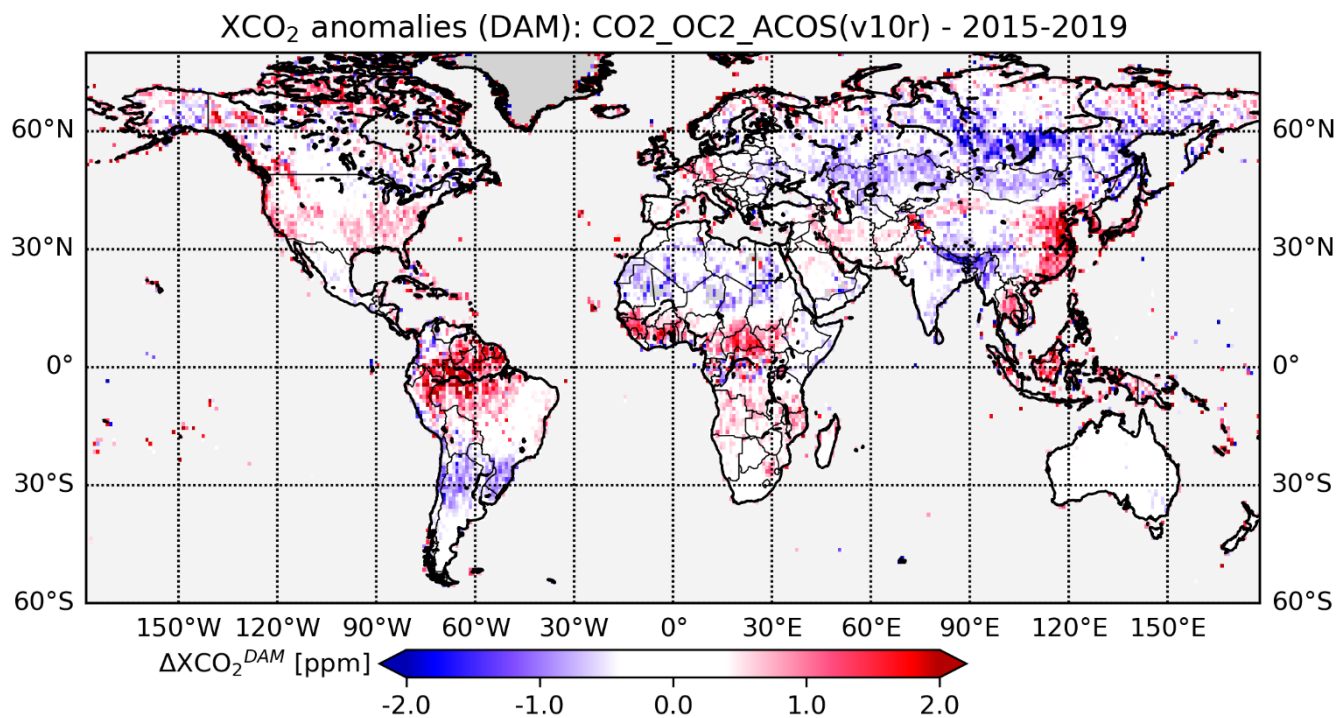 XCO₂ anomalies (DAM): CO2_OC2_ACOS(v10r) - 2015-2019
60°N 60°N
30°N 30°N
0° 0°
30°S 30°S
60°S 60°S
150°W 120°W 90°W 60°W 30°W 0° 30°E 60°E 90°E 120°E 150°E
ΔXCO₂ᴰᴬᴹ [ppm]
-2.0 -1.0 0.0 1.0 2.0